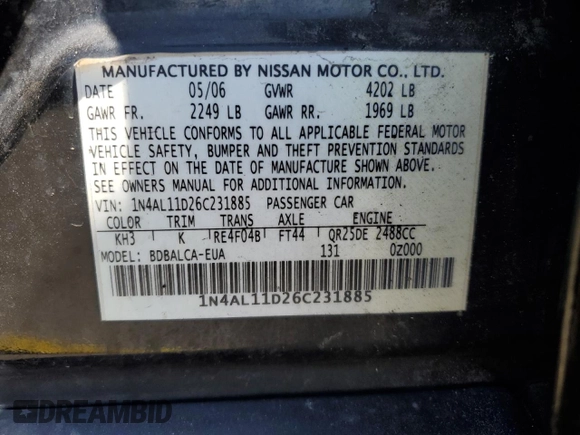 MANUFACTURED BY NISSAN MOTOR CO., LTD.
DATE 05/06 GVWR 4202 LB
GAWR FR. 2249 LB GAWR RR. 1969 LB
THIS VEHICLE CONFORMS TO ALL APPLICABLE FEDERAL MOTOR
VEHICLE SAFETY, BUMPER AND THEFT PREVENTION STANDARDS
IN EFFECT ON THE DATE OF MANUFACTURE SHOWN ABOVE.
SEE OWNERS MANUAL FOR ADDITIONAL INFORMATION.
VIN: 1N4AL11D26C231885 PASSENGER CAR
COLOR TRIM TRANS AXLE ENGINE
KH3 K RE4F04B FT44 QR25DE 2488CC
MODEL: BDBALCA-EUA 131 0Z000
1N4AL11D26C231885
DREAMBID